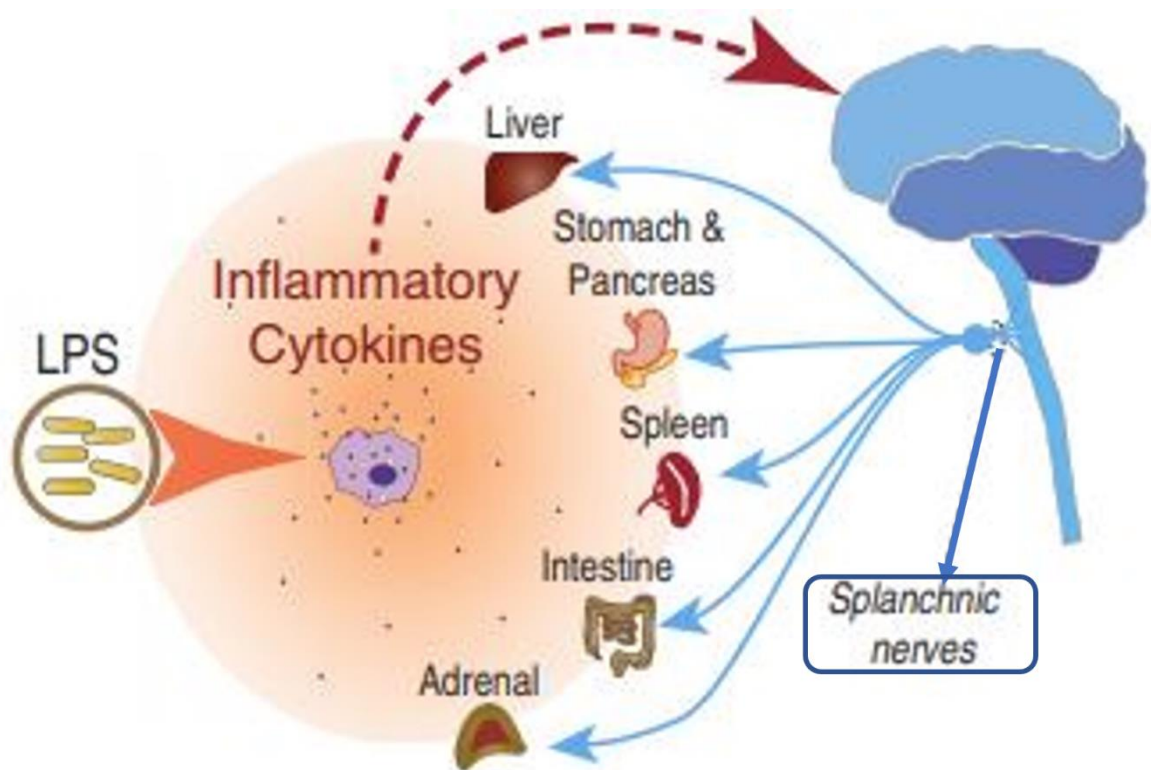 Liver
Stomach &
Pancreas
Inflammatory
Cytokines
LPS
Spleen
Intestine
Splanchnic
nerves
Adrenal